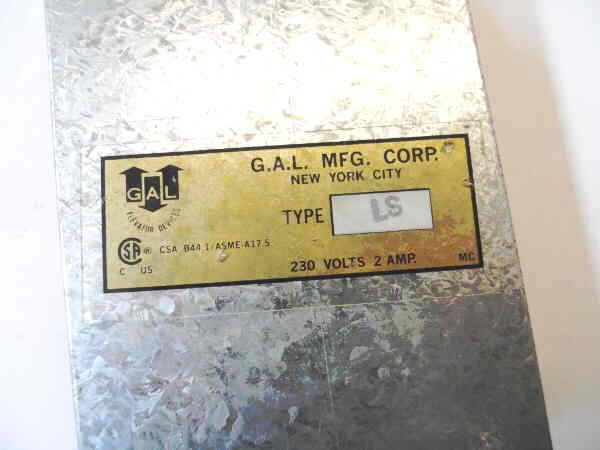 G.A.L. MFG. CORP.
NEW YORK CITY
GAL
ELEVATOR DEVICES
TYPE LS
SA ® CSA B44.1/ASME-A17.5
C US
230 VOLTS 2 AMP. MC